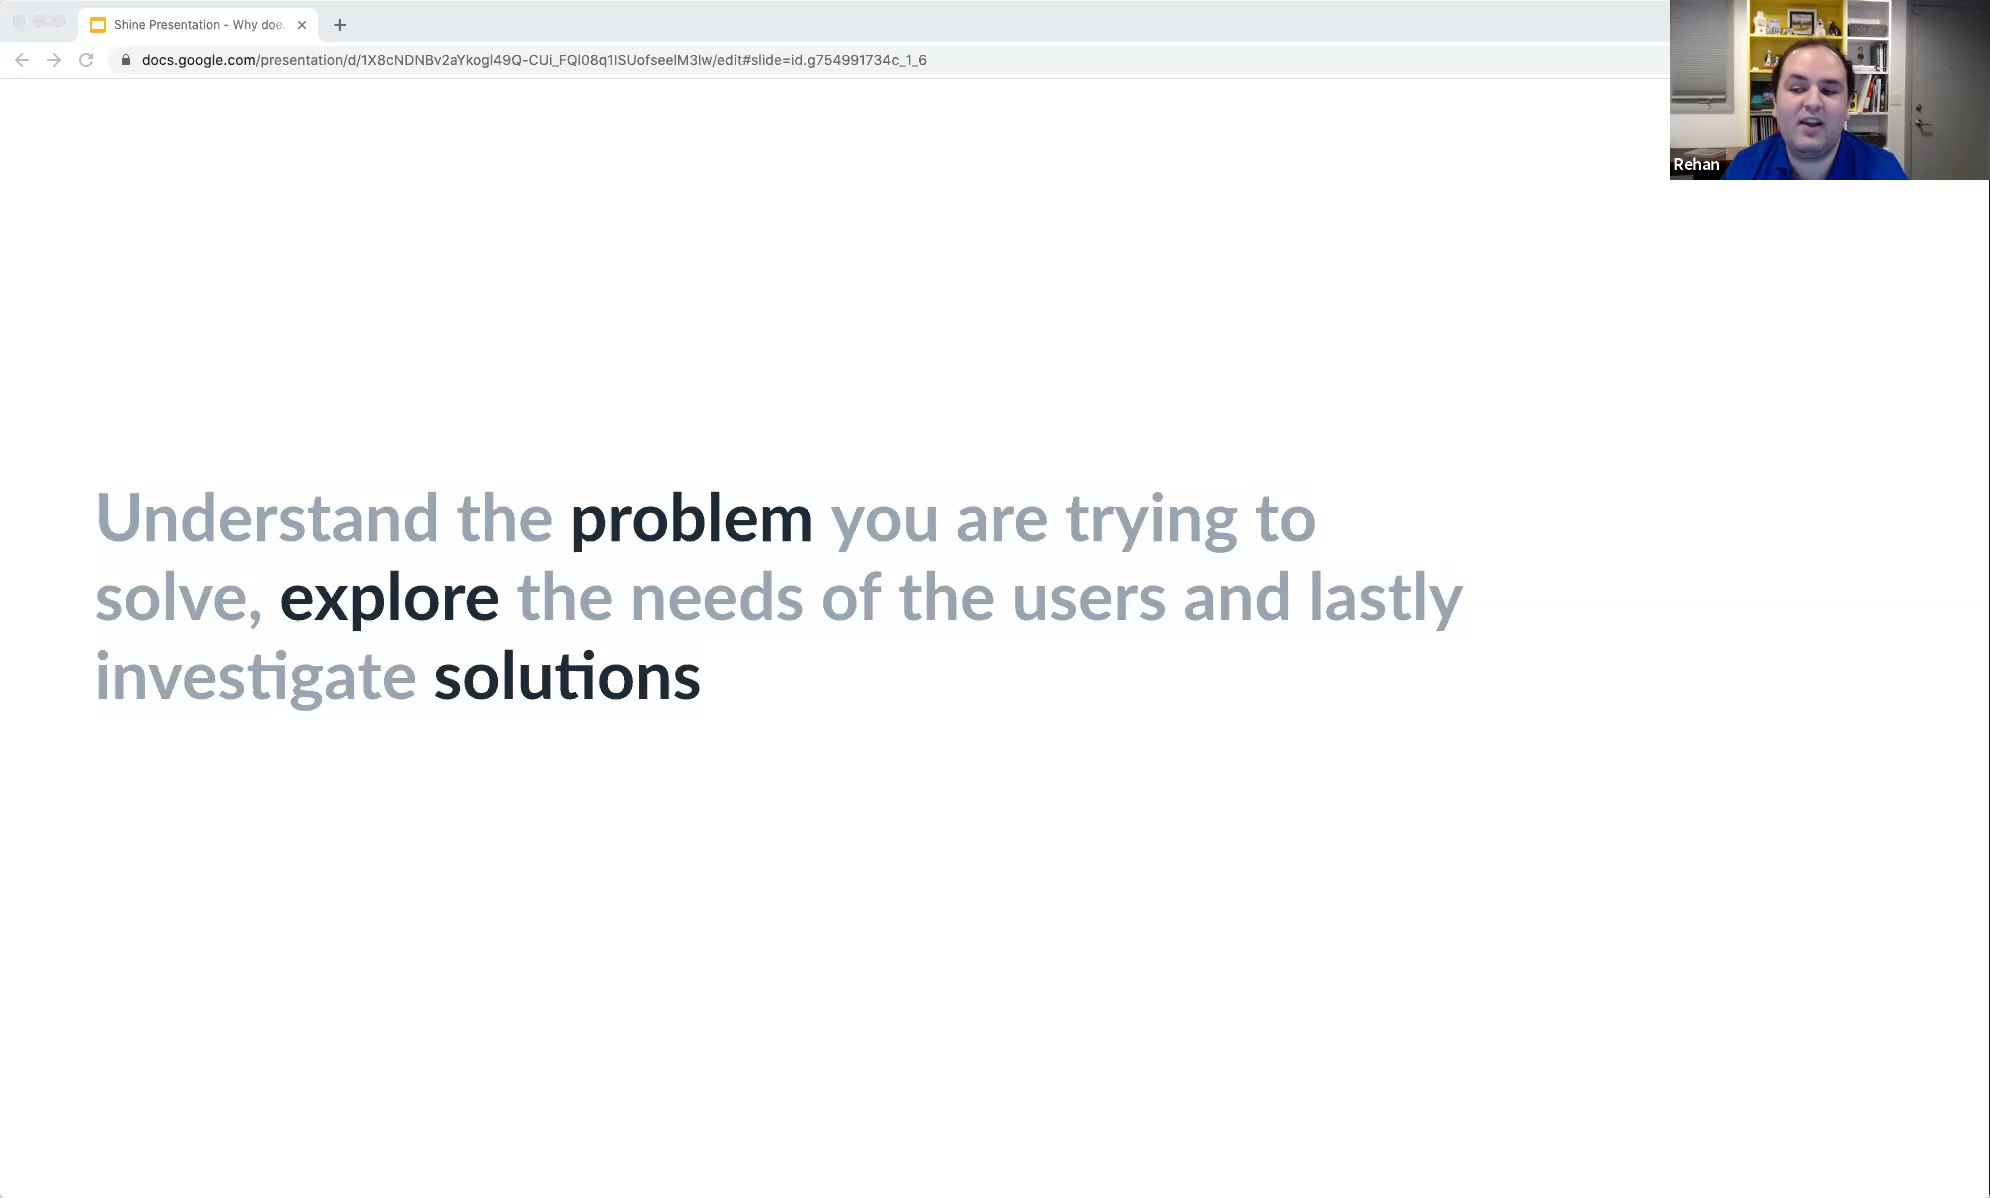 Shine Presentation - Why doe
docs.google.com/presentation/d/1X8cNDNBv2aYkogl49Q-CUi_FQl08q1lSUofseelM3lw/edit#slide=id.g754991734c_1_6
Rehan
Understand the problem you are trying to
solve, explore the needs of the users and lastly
investigate solutions